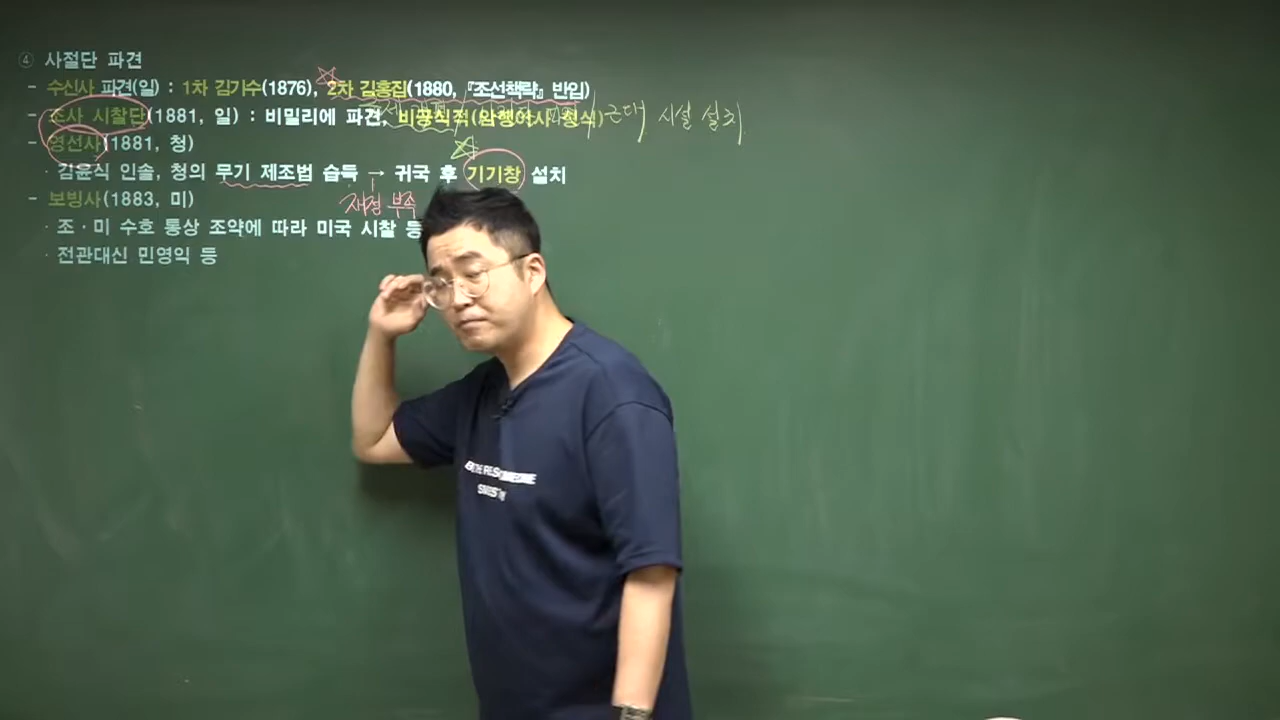 ④ 사절단 파견
- 수신사 파견(일) : 1차 김기수(1876), 2차 김홍집(1880, 『조선책략』 반입)
- 조사 시찰단(1881, 일) : 비밀리에 파견, 비공식적(암행어사 형식) 근대 시설 설치
- 영선사(1881, 청)
· 김윤식 인솔, 청의 무기 제조법 습득 → 귀국 후 기기창 설치
재정 부족
- 보빙사(1883, 미)
· 조·미 수호 통상 조약에 따라 미국 시찰 등
· 전관대신 민영익 등